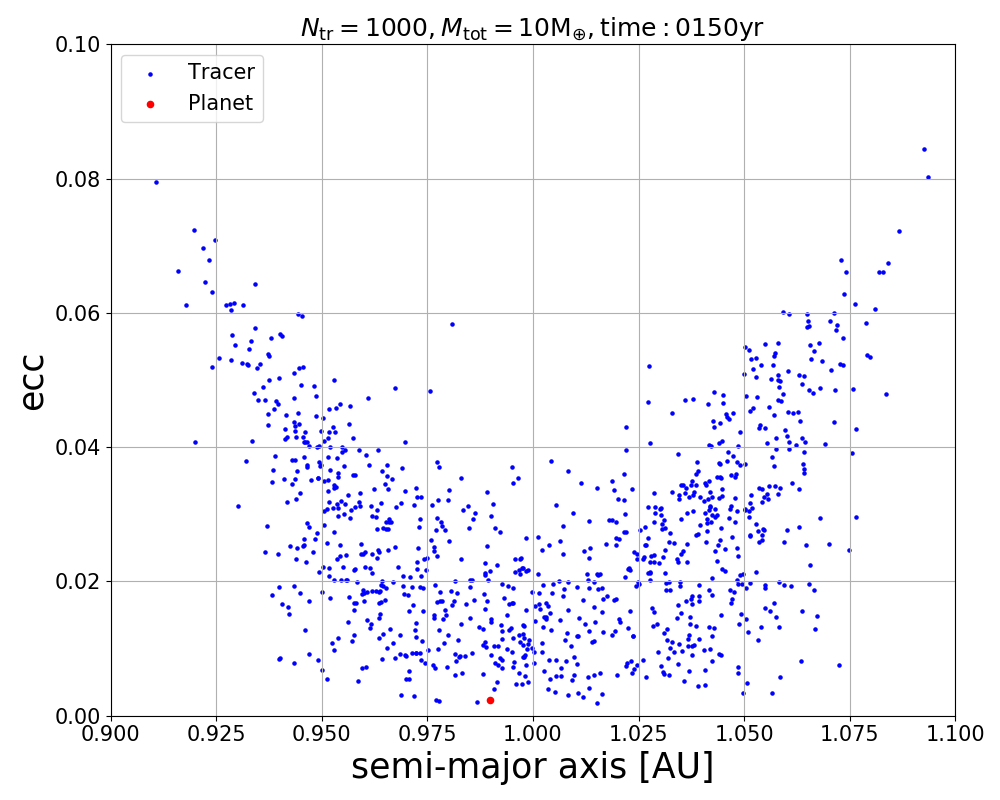 N_tr = 1000, M_tot = 10M_⊕, time : 0150yr
0.10
Tracer
Planet
0.08
0.06
ecc
0.04
0.02
0.00
0.900 0.925 0.950 0.975 1.000 1.025 1.050 1.075 1.100
semi-major axis [AU]